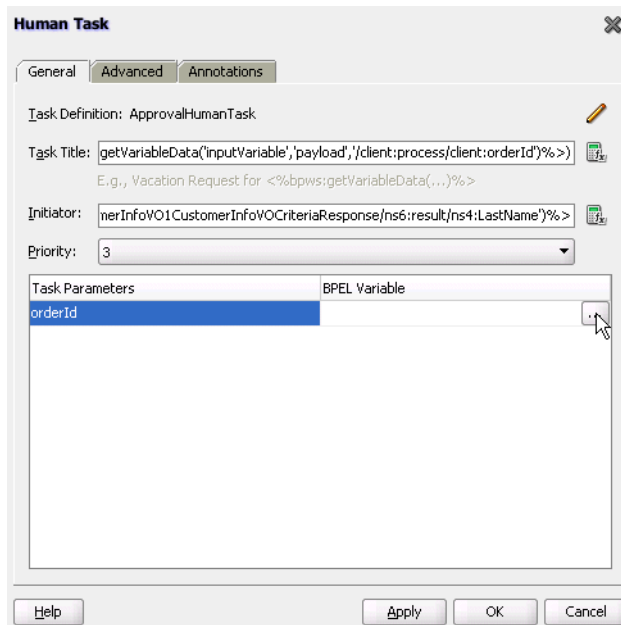 Human Task
General Advanced Annotations
Task Definition: ApprovalHumanTask
Task Title: getVariableData('inputVariable','payload','/client:process/client:orderId')%>)
E.g., Vacation Request for <%bpws:getVariableData(...)%>
Initiator: nerInfoVO1CustomerInfoVOCriteriaResponse/ns6:result/ns4:LastName')%>
Priority: 3
Task Parameters BPEL Variable
orderId ...
Help Apply OK Cancel